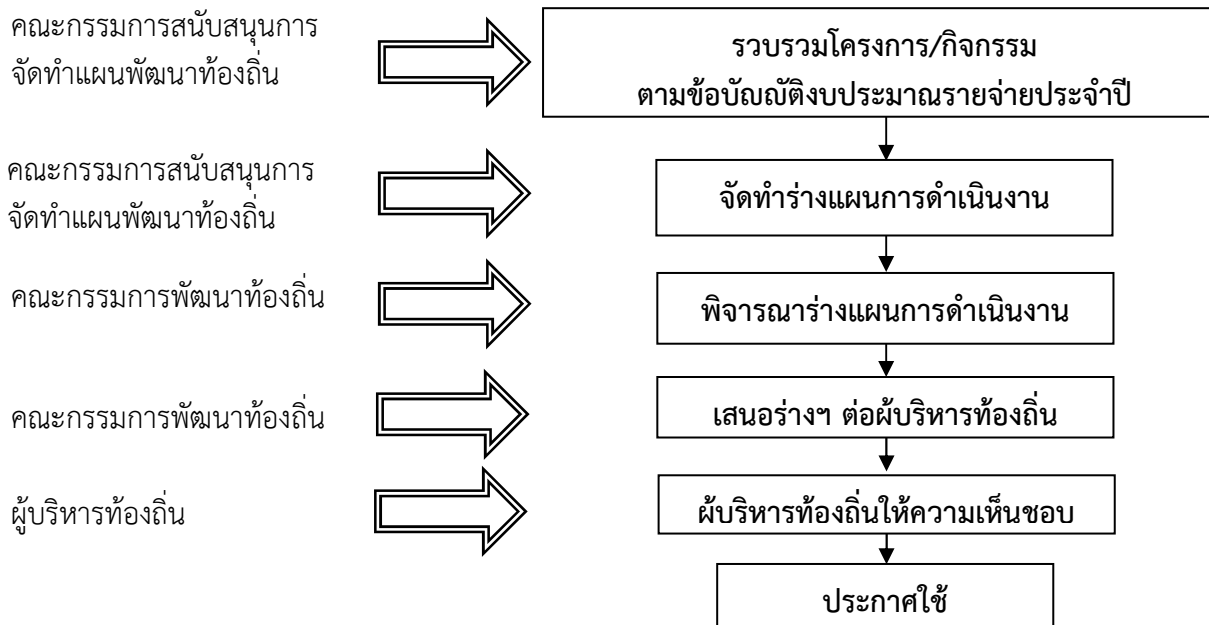 คณะกรรมการสนับสนุนการ
จัดทำแผนพัฒนาท้องถิ่น
รวบรวมโครงการ/กิจกรรม
ตามข้อบัญญัติงบประมาณรายจ่ายประจำปี
คณะกรรมการสนับสนุนการ
จัดทำแผนพัฒนาท้องถิ่น
จัดทำร่างแผนการดำเนินงาน
คณะกรรมการพัฒนาท้องถิ่น
พิจารณาร่างแผนการดำเนินงาน
คณะกรรมการพัฒนาท้องถิ่น
เสนอร่างฯ ต่อผ้บริหารท้องถิ่น
ผู้บริหารท้องถิ่น
ผ้บริหารท้องถิ่นให้ความเห็นชอบ
ประกาศใช้